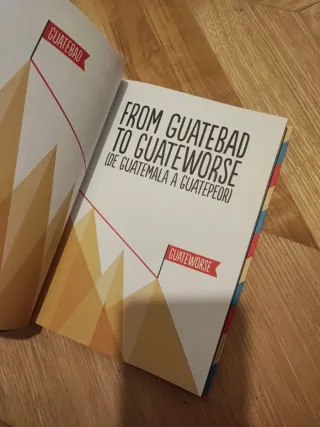 GUATEBAD
FROM GUATEBAD
TO GUATEWORSE
(DE GUATEMALA A GUATEPEOR)
GUATEWORSE